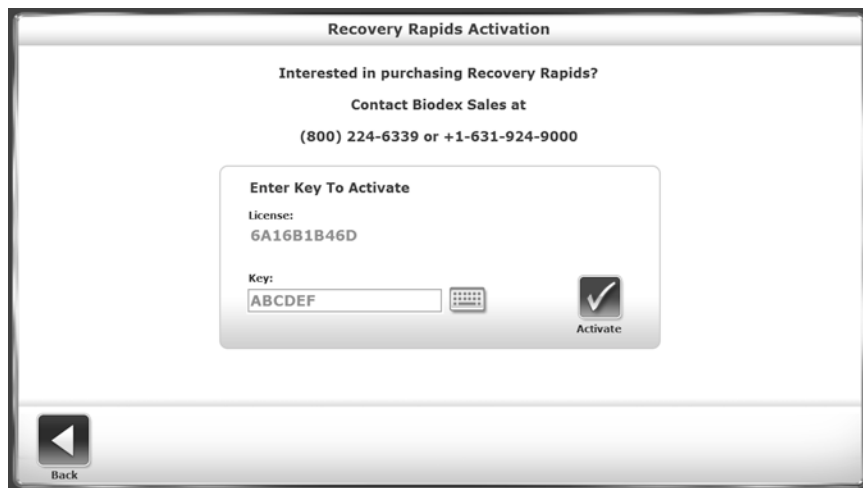 Recovery Rapids Activation
Interested in purchasing Recovery Rapids?
Contact Biodex Sales at
(800) 224-6339 or +1-631-924-9000
Enter Key To Activate
License:
6A16B1B46D
Key:
ABCDEF
Activate
Back